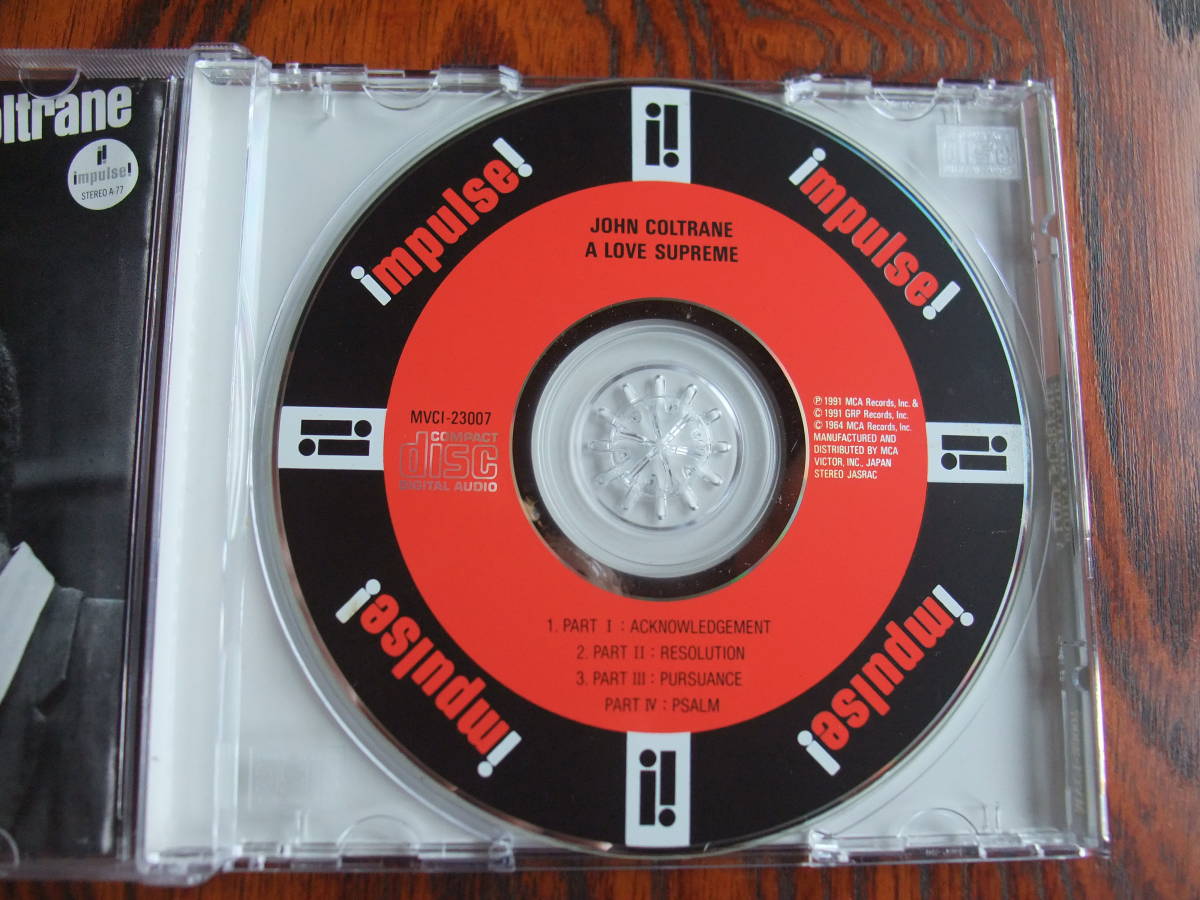 oltrane
impulse!
STEREO A-77
impulse!
impulse!
JOHN COLTRANE
A LOVE SUPREME
MVCI-23007
COMPACT
disc
DIGITAL AUDIO
Ⓟ 1991 MCA Records, Inc. &
© 1991 GRP Records, Inc.
© 1964 MCA Records, Inc.
MANUFACTURED AND
DISTRIBUTED BY MCA
VICTOR, INC., JAPAN
STEREO JASRAC
1. PART I : ACKNOWLEDGEMENT
2. PART II : RESOLUTION
3. PART III : PURSUANCE
PART IV : PSALM
impulse!
impulse!